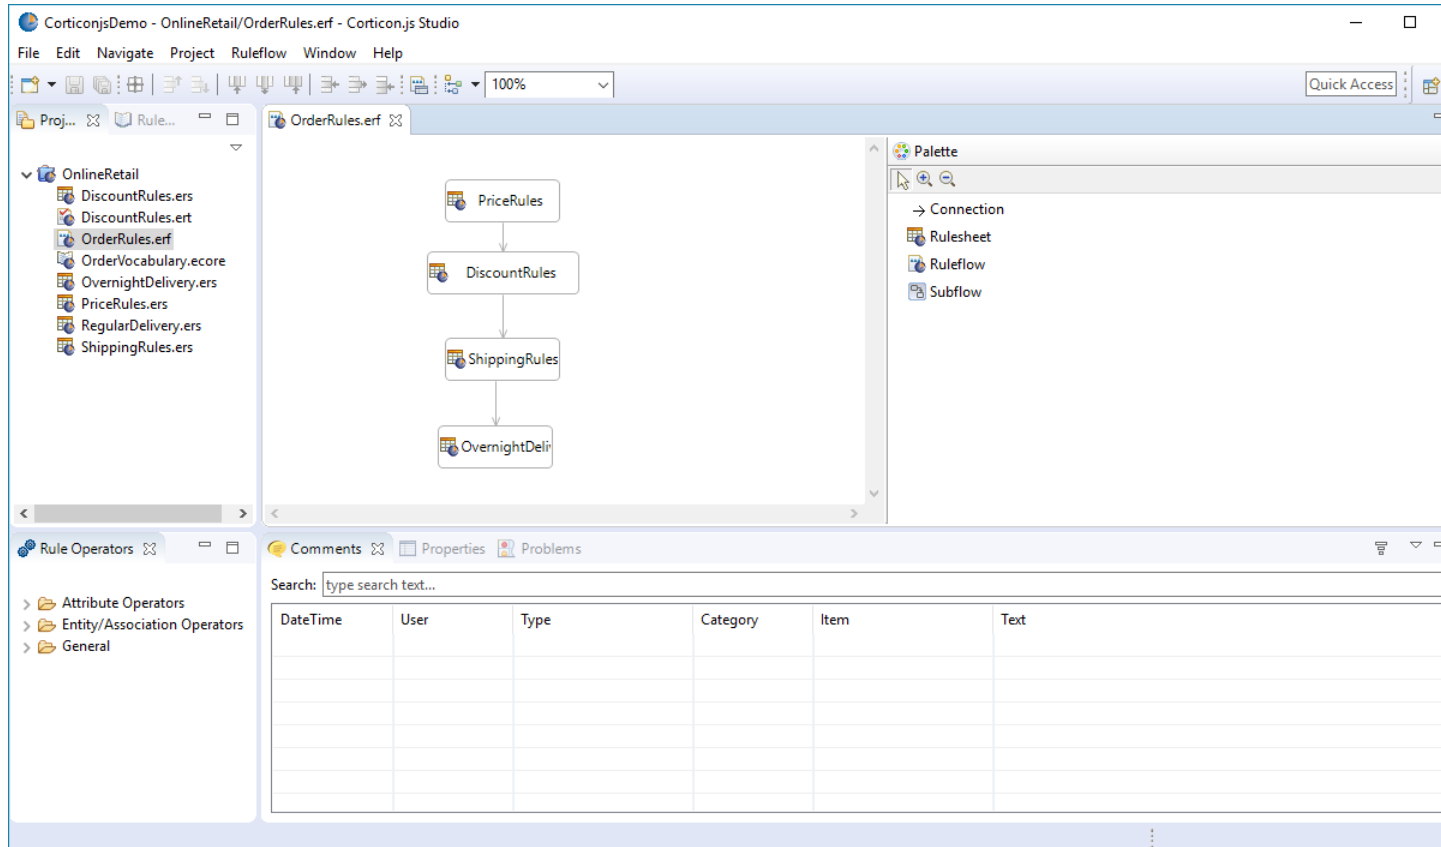 CorticonjsDemo - OnlineRetail/OrderRules.erf - Corticon.js Studio
File Edit Navigate Project Ruleflow Window Help
100%
Quick Access
Proj...
Rule...
OnlineRetail
DiscountRules.ers
DiscountRules.ert
OrderRules.erf
OrderVocabulary.ecore
OvernightDelivery.ers
PriceRules.ers
RegularDelivery.ers
ShippingRules.ers
OrderRules.erf
PriceRules
DiscountRules
ShippingRules
OvernightDeli
Palette
Connection
Rulesheet
Ruleflow
Subflow
Rule Operators
Attribute Operators
Entity/Association Operators
General
Comments Properties Problems
Search: type search text...
DateTime User Type Category Item Text